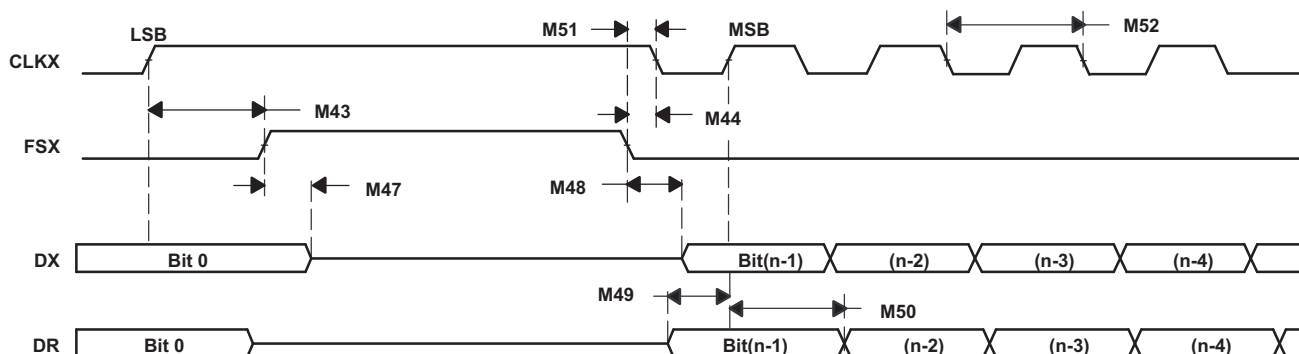 LSB M51 MSB M52
CLKX
M43 M44
FSX
M47 M48
DX Bit 0 Bit(n-1) (n-2) (n-3) (n-4)
M49 M50
DR Bit 0 Bit(n-1) (n-2) (n-3) (n-4)